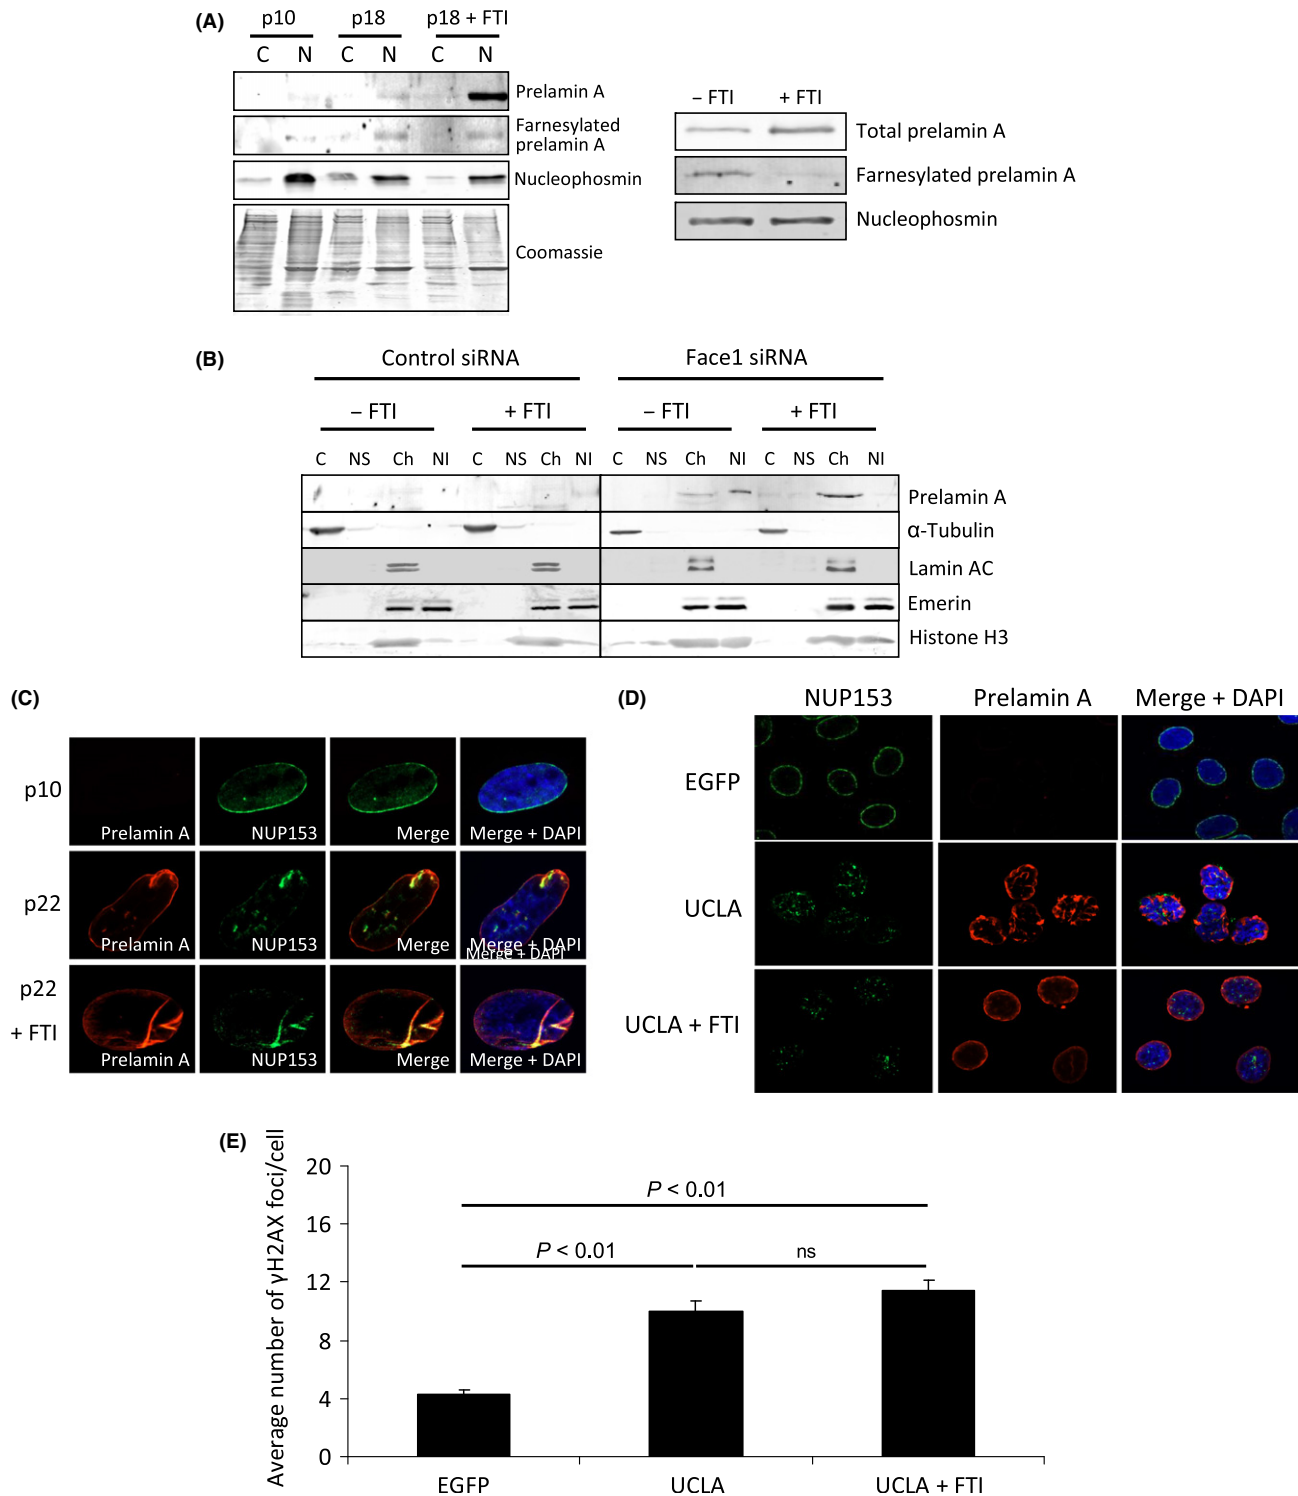 (A)
p10 p18 p18 + FTI
C N C N C N
Prelamin A
Farnesylated
prelamin A
Nucleophosmin
Coomassie
– FTI + FTI
Total prelamin A
Farnesylated prelamin A
Nucleophosmin
(B)
Control siRNA Face1 siRNA
– FTI + FTI – FTI + FTI
C NS Ch NI C NS Ch NI C NS Ch NI C NS Ch NI
Prelamin A
α-Tubulin
Lamin AC
Emerin
Histone H3
(C)
p10
Prelamin A NUP153 Merge Merge + DAPI
p22
Prelamin A NUP153 Merge Merge + DAPI
Merge + DAPI
p22
+ FTI
Prelamin A NUP153 Merge Merge + DAPI
(D)
NUP153 Prelamin A Merge + DAPI
EGFP
UCLA
UCLA + FTI
(E)
Average number of γH2AX foci/cell
20
16
12
8
4
0
P < 0.01
P < 0.01 ns
EGFP UCLA UCLA + FTI